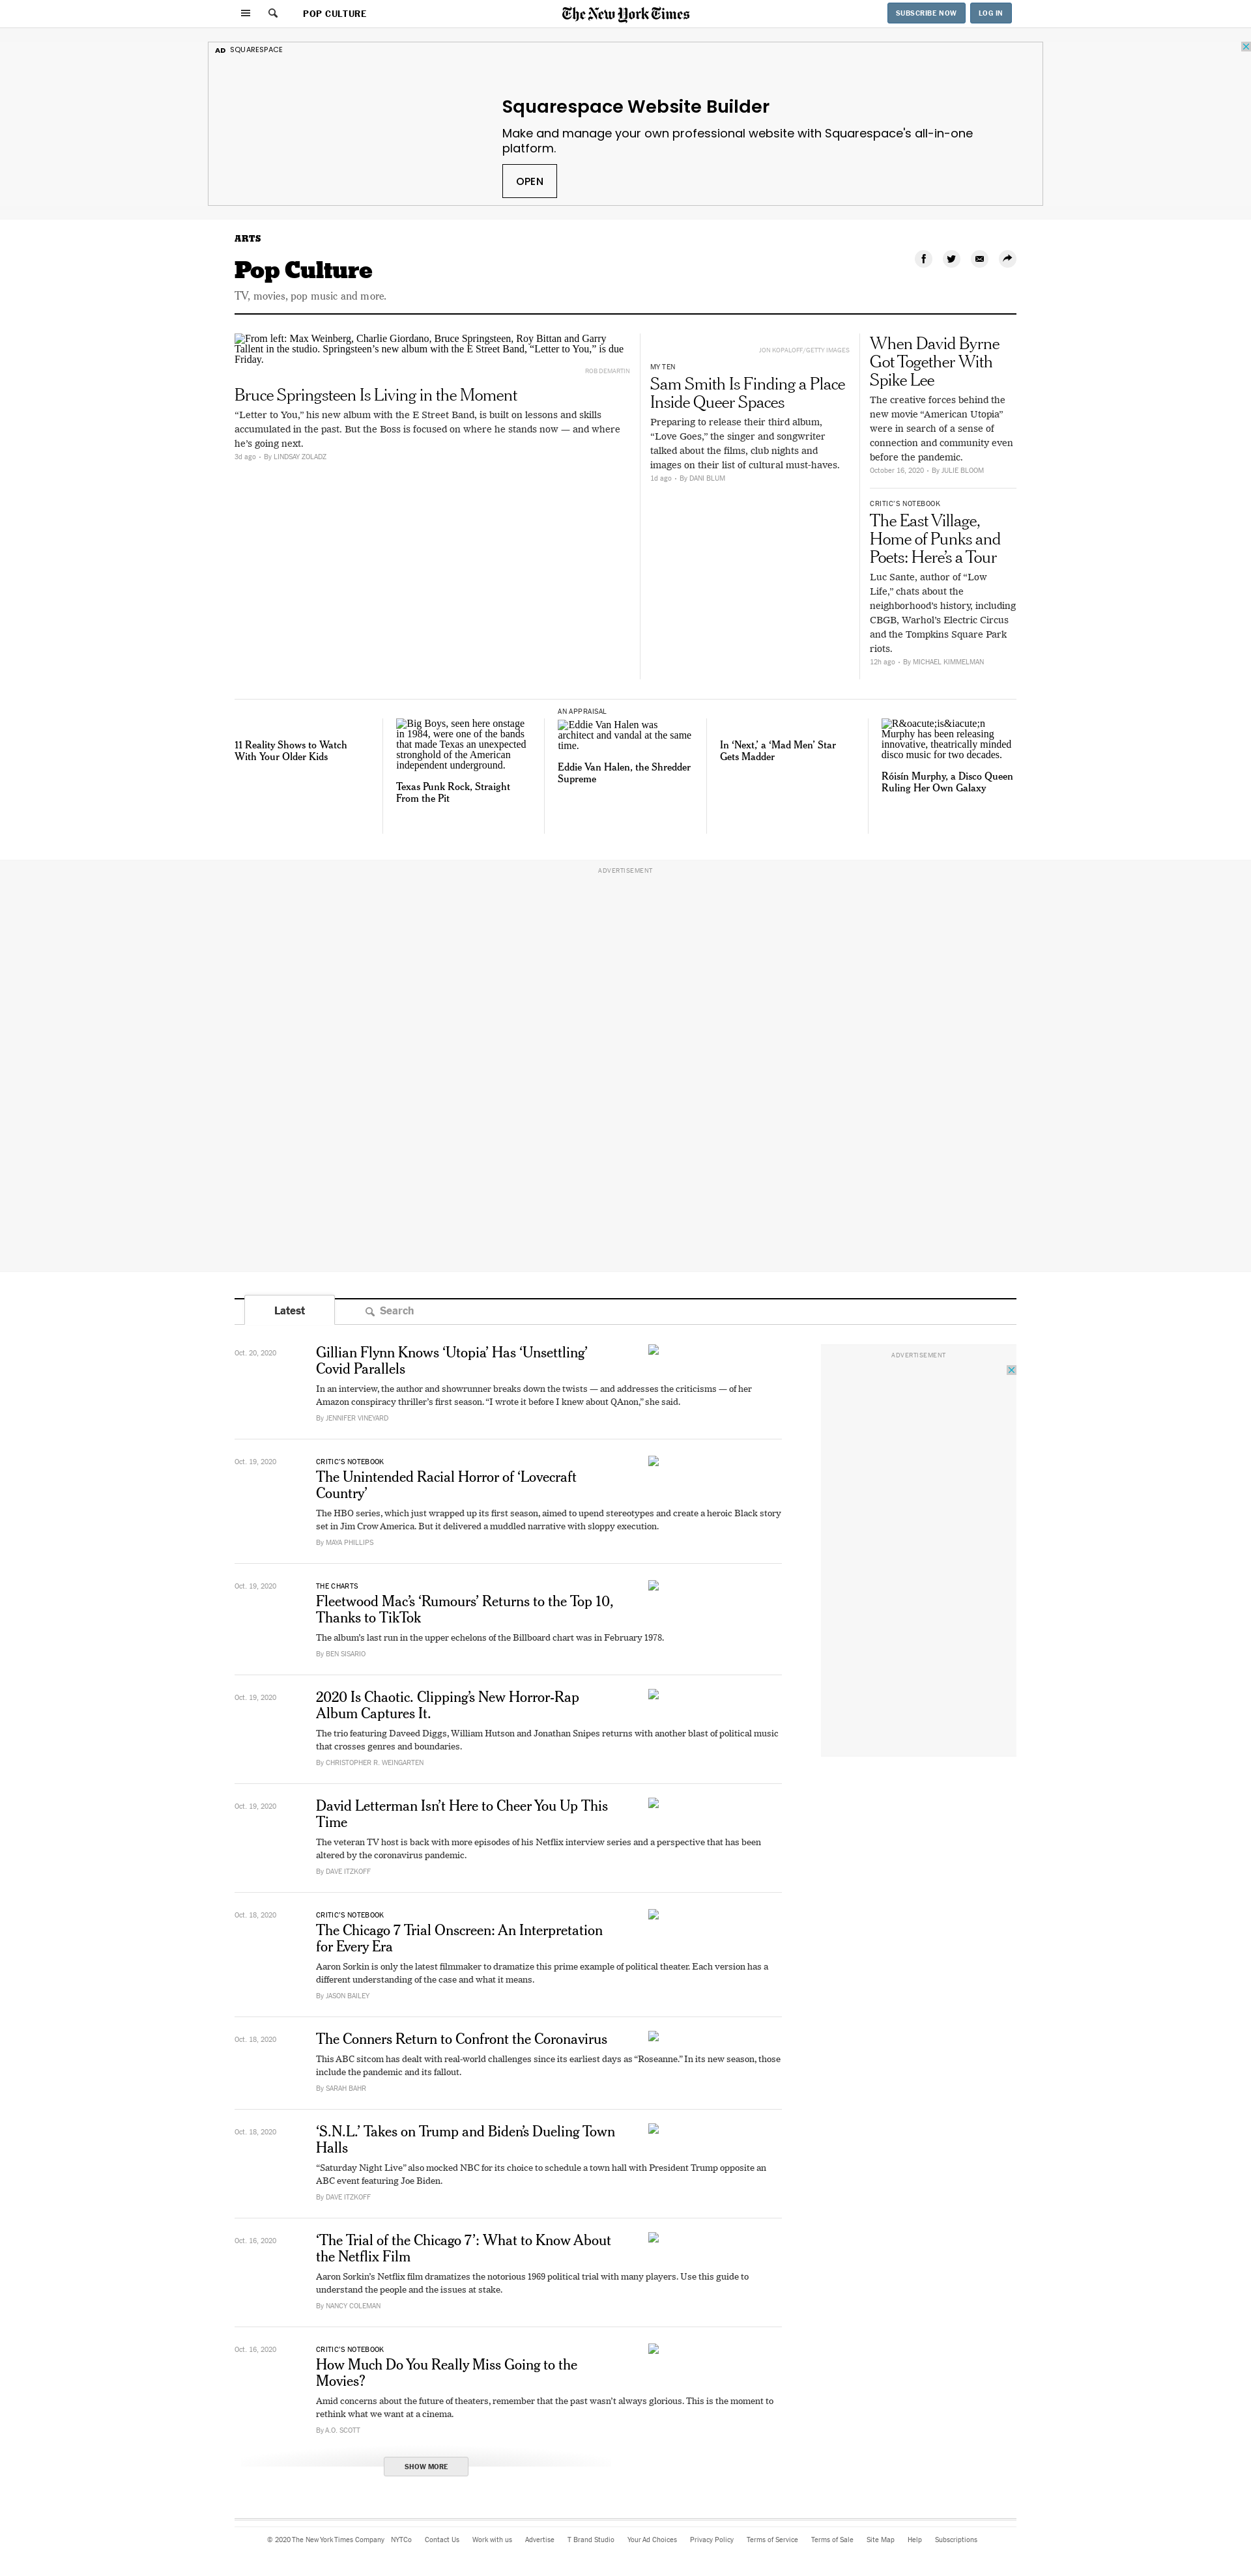 POP CULTURE
The New York Times
SUBSCRIBE NOW
LOG IN
AD SQUARESPACE
Squarespace Website Builder
Make and manage your own professional website with Squarespace's all-in-one
platform.
OPEN
ARTS
Pop Culture
TV, movies, pop music and more.
From left: Max Weinberg, Charlie Giordano, Bruce Springsteen, Roy Bittan and Garry
Tallent in the studio. Springsteen’s new album with the E Street Band, “Letter to You,” is due
Friday.
ROB DEMARTIN
Bruce Springsteen Is Living in the Moment
“Letter to You,” his new album with the E Street Band, is built on lessons and skills
accumulated in the past. But the Boss is focused on where he stands now — and where
he’s going next.
3d ago • By LINDSAY ZOLADZ
JON KOPALOFF/GETTY IMAGES
MY TEN
Sam Smith Is Finding a Place
Inside Queer Spaces
Preparing to release their third album,
“Love Goes,” the singer and songwriter
talked about the films, club nights and
images on their list of cultural must-haves.
1d ago • By DANI BLUM
When David Byrne
Got Together With
Spike Lee
The creative forces behind the
new movie “American Utopia”
were in search of a sense of
connection and community even
before the pandemic.
October 16, 2020 • By JULIE BLOOM
CRITIC’S NOTEBOOK
The East Village,
Home of Punks and
Poets: Here’s a Tour
Luc Sante, author of “Low
Life,” chats about the
neighborhood’s history, including
CBGB, Warhol’s Electric Circus
and the Tompkins Square Park
riots.
12h ago • By MICHAEL KIMMELMAN
11 Reality Shows to Watch
With Your Older Kids
Big Boys, seen here onstage
in 1984, were one of the bands
that made Texas an unexpected
stronghold of the American
independent underground.
Texas Punk Rock, Straight
From the Pit
AN APPRAISAL
Eddie Van Halen was
architect and vandal at the same
time.
Eddie Van Halen, the Shredder
Supreme
In ‘Next,’ a ‘Mad Men’ Star
Gets Madder
R&oacute;is&iacute;n
Murphy has been releasing
innovative, theatrically minded
disco music for two decades.
Róisín Murphy, a Disco Queen
Ruling Her Own Galaxy
ADVERTISEMENT
Latest
Search
ADVERTISEMENT
Oct. 20, 2020
Gillian Flynn Knows ‘Utopia’ Has ‘Unsettling’
Covid Parallels
In an interview, the author and showrunner breaks down the twists — and addresses the criticisms — of her
Amazon conspiracy thriller’s first season. “I wrote it before I knew about QAnon,” she said.
By JENNIFER VINEYARD
Oct. 19, 2020
CRITIC’S NOTEBOOK
The Unintended Racial Horror of ‘Lovecraft
Country’
The HBO series, which just wrapped up its first season, aimed to upend stereotypes and create a heroic Black story
set in Jim Crow America. But it delivered a muddled narrative with sloppy execution.
By MAYA PHILLIPS
Oct. 19, 2020
THE CHARTS
Fleetwood Mac’s ‘Rumours’ Returns to the Top 10,
Thanks to TikTok
The album’s last run in the upper echelons of the Billboard chart was in February 1978.
By BEN SISARIO
Oct. 19, 2020
2020 Is Chaotic. Clipping’s New Horror-Rap
Album Captures It.
The trio featuring Daveed Diggs, William Hutson and Jonathan Snipes returns with another blast of political music
that crosses genres and boundaries.
By CHRISTOPHER R. WEINGARTEN
Oct. 19, 2020
David Letterman Isn’t Here to Cheer You Up This
Time
The veteran TV host is back with more episodes of his Netflix interview series and a perspective that has been
altered by the coronavirus pandemic.
By DAVE ITZKOFF
Oct. 18, 2020
CRITIC’S NOTEBOOK
The Chicago 7 Trial Onscreen: An Interpretation
for Every Era
Aaron Sorkin is only the latest filmmaker to dramatize this prime example of political theater. Each version has a
different understanding of the case and what it means.
By JASON BAILEY
Oct. 18, 2020
The Conners Return to Confront the Coronavirus
This ABC sitcom has dealt with real-world challenges since its earliest days as “Roseanne.” In its new season, those
include the pandemic and its fallout.
By SARAH BAHR
Oct. 18, 2020
‘S.N.L.’ Takes on Trump and Biden’s Dueling Town
Halls
“Saturday Night Live” also mocked NBC for its choice to schedule a town hall with President Trump opposite an
ABC event featuring Joe Biden.
By DAVE ITZKOFF
Oct. 16, 2020
‘The Trial of the Chicago 7’: What to Know About
the Netflix Film
Aaron Sorkin’s Netflix film dramatizes the notorious 1969 political trial with many players. Use this guide to
understand the people and the issues at stake.
By NANCY COLEMAN
Oct. 16, 2020
CRITIC’S NOTEBOOK
How Much Do You Really Miss Going to the
Movies?
Amid concerns about the future of theaters, remember that the past wasn’t always glorious. This is the moment to
rethink what we want at a cinema.
By A.O. SCOTT
SHOW MORE
© 2020 The New York Times Company NYTCo Contact Us Work with us Advertise T Brand Studio Your Ad Choices Privacy Policy Terms of Service Terms of Sale Site Map Help Subscriptions